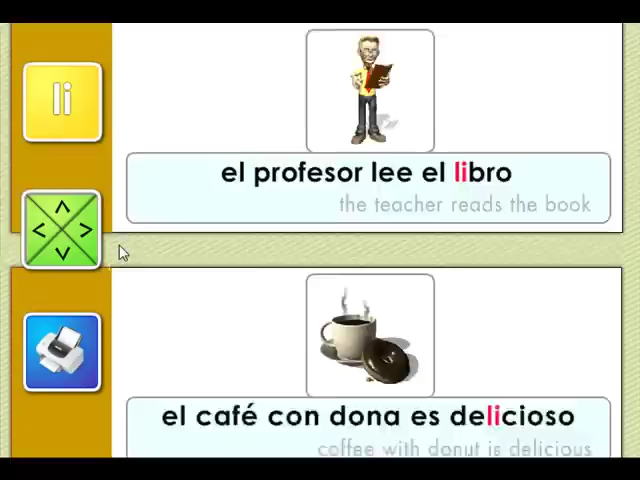 li
el profesor lee el libro
the teacher reads the book
el café con dona es delicioso
coffee with donut is delicious